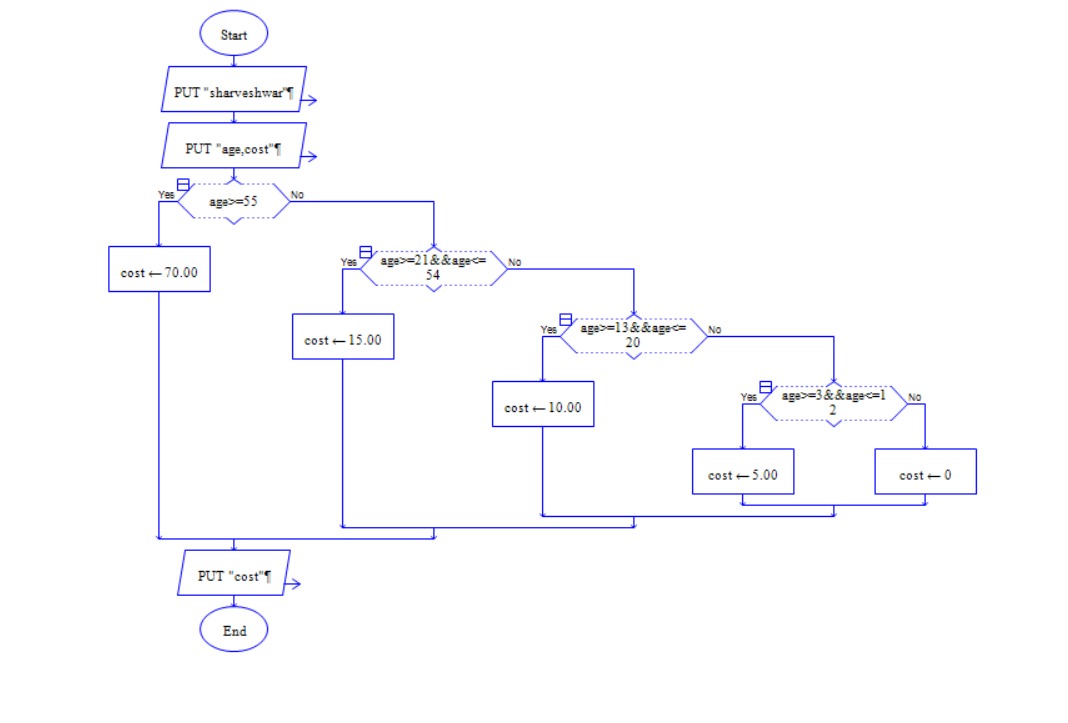 Start
PUT "sharveshwar"¶
PUT "age,cost"¶
Yes
age>=55
No
cost ← 70.00
Yes
age>=21&&age<=
54
No
cost ← 15.00
Yes
age>=13&&age<=
20
No
cost ← 10.00
Yes
age>=3&&age<=1
2
No
cost ← 5.00
cost ← 0
PUT "cost"¶
End